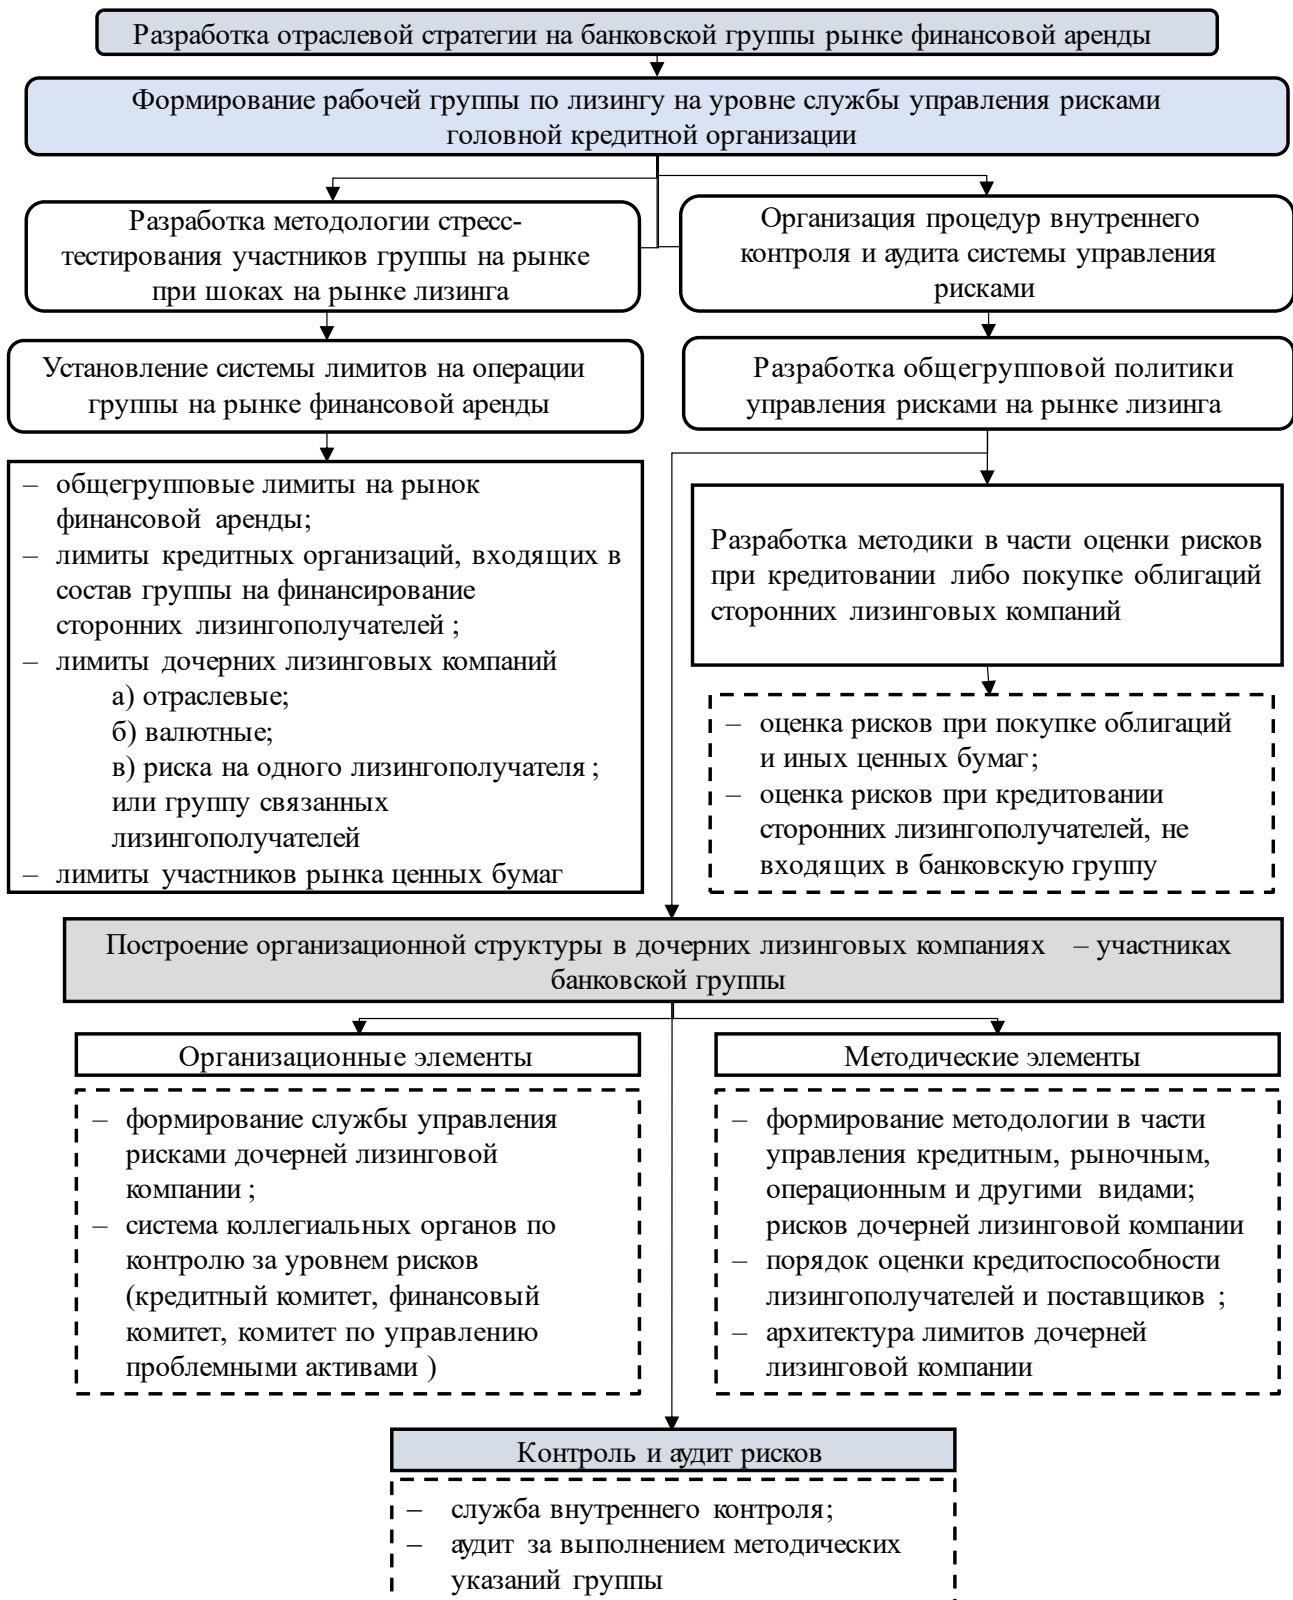 Разработка отраслевой стратегии на банковской группы рынке финансовой аренды
Формирование рабочей группы по лизингу на уровне службы управления рисками
головной кредитной организации
Разработка методологии стресс-
тестирования участников группы на рынке
при шоках на рынке лизинга
Организация процедур внутреннего
контроля и аудита системы управления
рисками
Установление системы лимитов на операции
группы на рынке финансовой аренды
Разработка общегрупповой политики
управления рисками на рынке лизинга
– общегрупповые лимиты на рынок
финансовой аренды;
– лимиты кредитных организаций, входящих в
состав группы на финансирование
сторонних лизингополучателей ;
– лимиты дочерних лизинговых компаний
а) отраслевые;
б) валютные;
в) риска на одного лизингополучателя ;
или группу связанных
лизингополучателей
– лимиты участников рынка ценных бумаг
Разработка методики в части оценки рисков
при кредитовании либо покупке облигаций
сторонних лизинговых компаний
– оценка рисков при покупке облигаций
и иных ценных бумаг;
– оценка рисков при кредитовании
сторонних лизингополучателей, не
входящих в банковскую группу
Построение организационной структуры в дочерних лизинговых компаниях – участниках
банковской группы
Организационные элементы
– формирование службы управления
рисками дочерней лизинговой
компании ;
– система коллегиальных органов по
контролю за уровнем рисков
(кредитный комитет, финансовый
комитет, комитет по управлению
проблемными активами )
Методические элементы
– формирование методологии в части
управления кредитным, рыночным,
операционным и другими видами;
рисков дочерней лизинговой компании
– порядок оценки кредитоспособности
лизингополучателей и поставщиков ;
– архитектура лимитов дочерней
лизинговой компании
Контроль и аудит рисков
– служба внутреннего контроля;
– аудит за выполнением методических
указаний группы